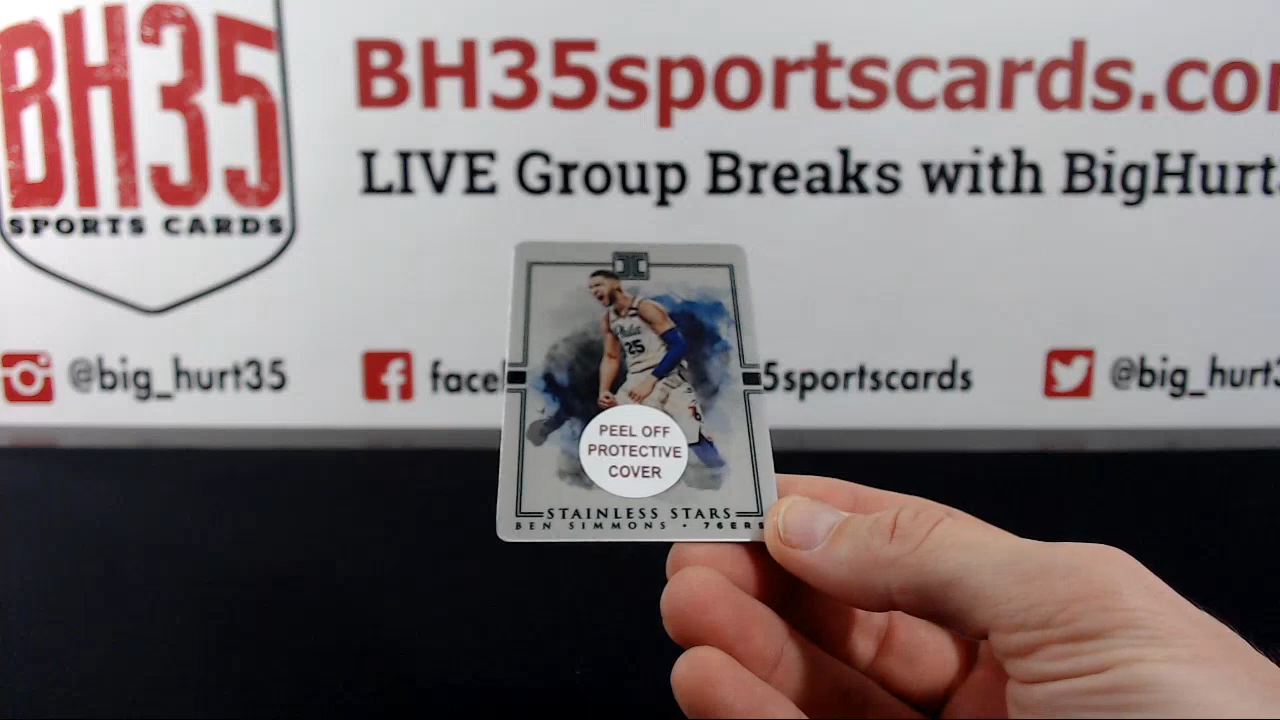 BH35
SPORTS CARDS
BH35sportscards.co
LIVE Group Breaks with BigHurt
@big_hurt35
face
5sportscards
@big_hurt3
Phila
25
PEEL OFF
PROTECTIVE
COVER
STAINLESS STARS
BEN SIMMONS • 76ERS